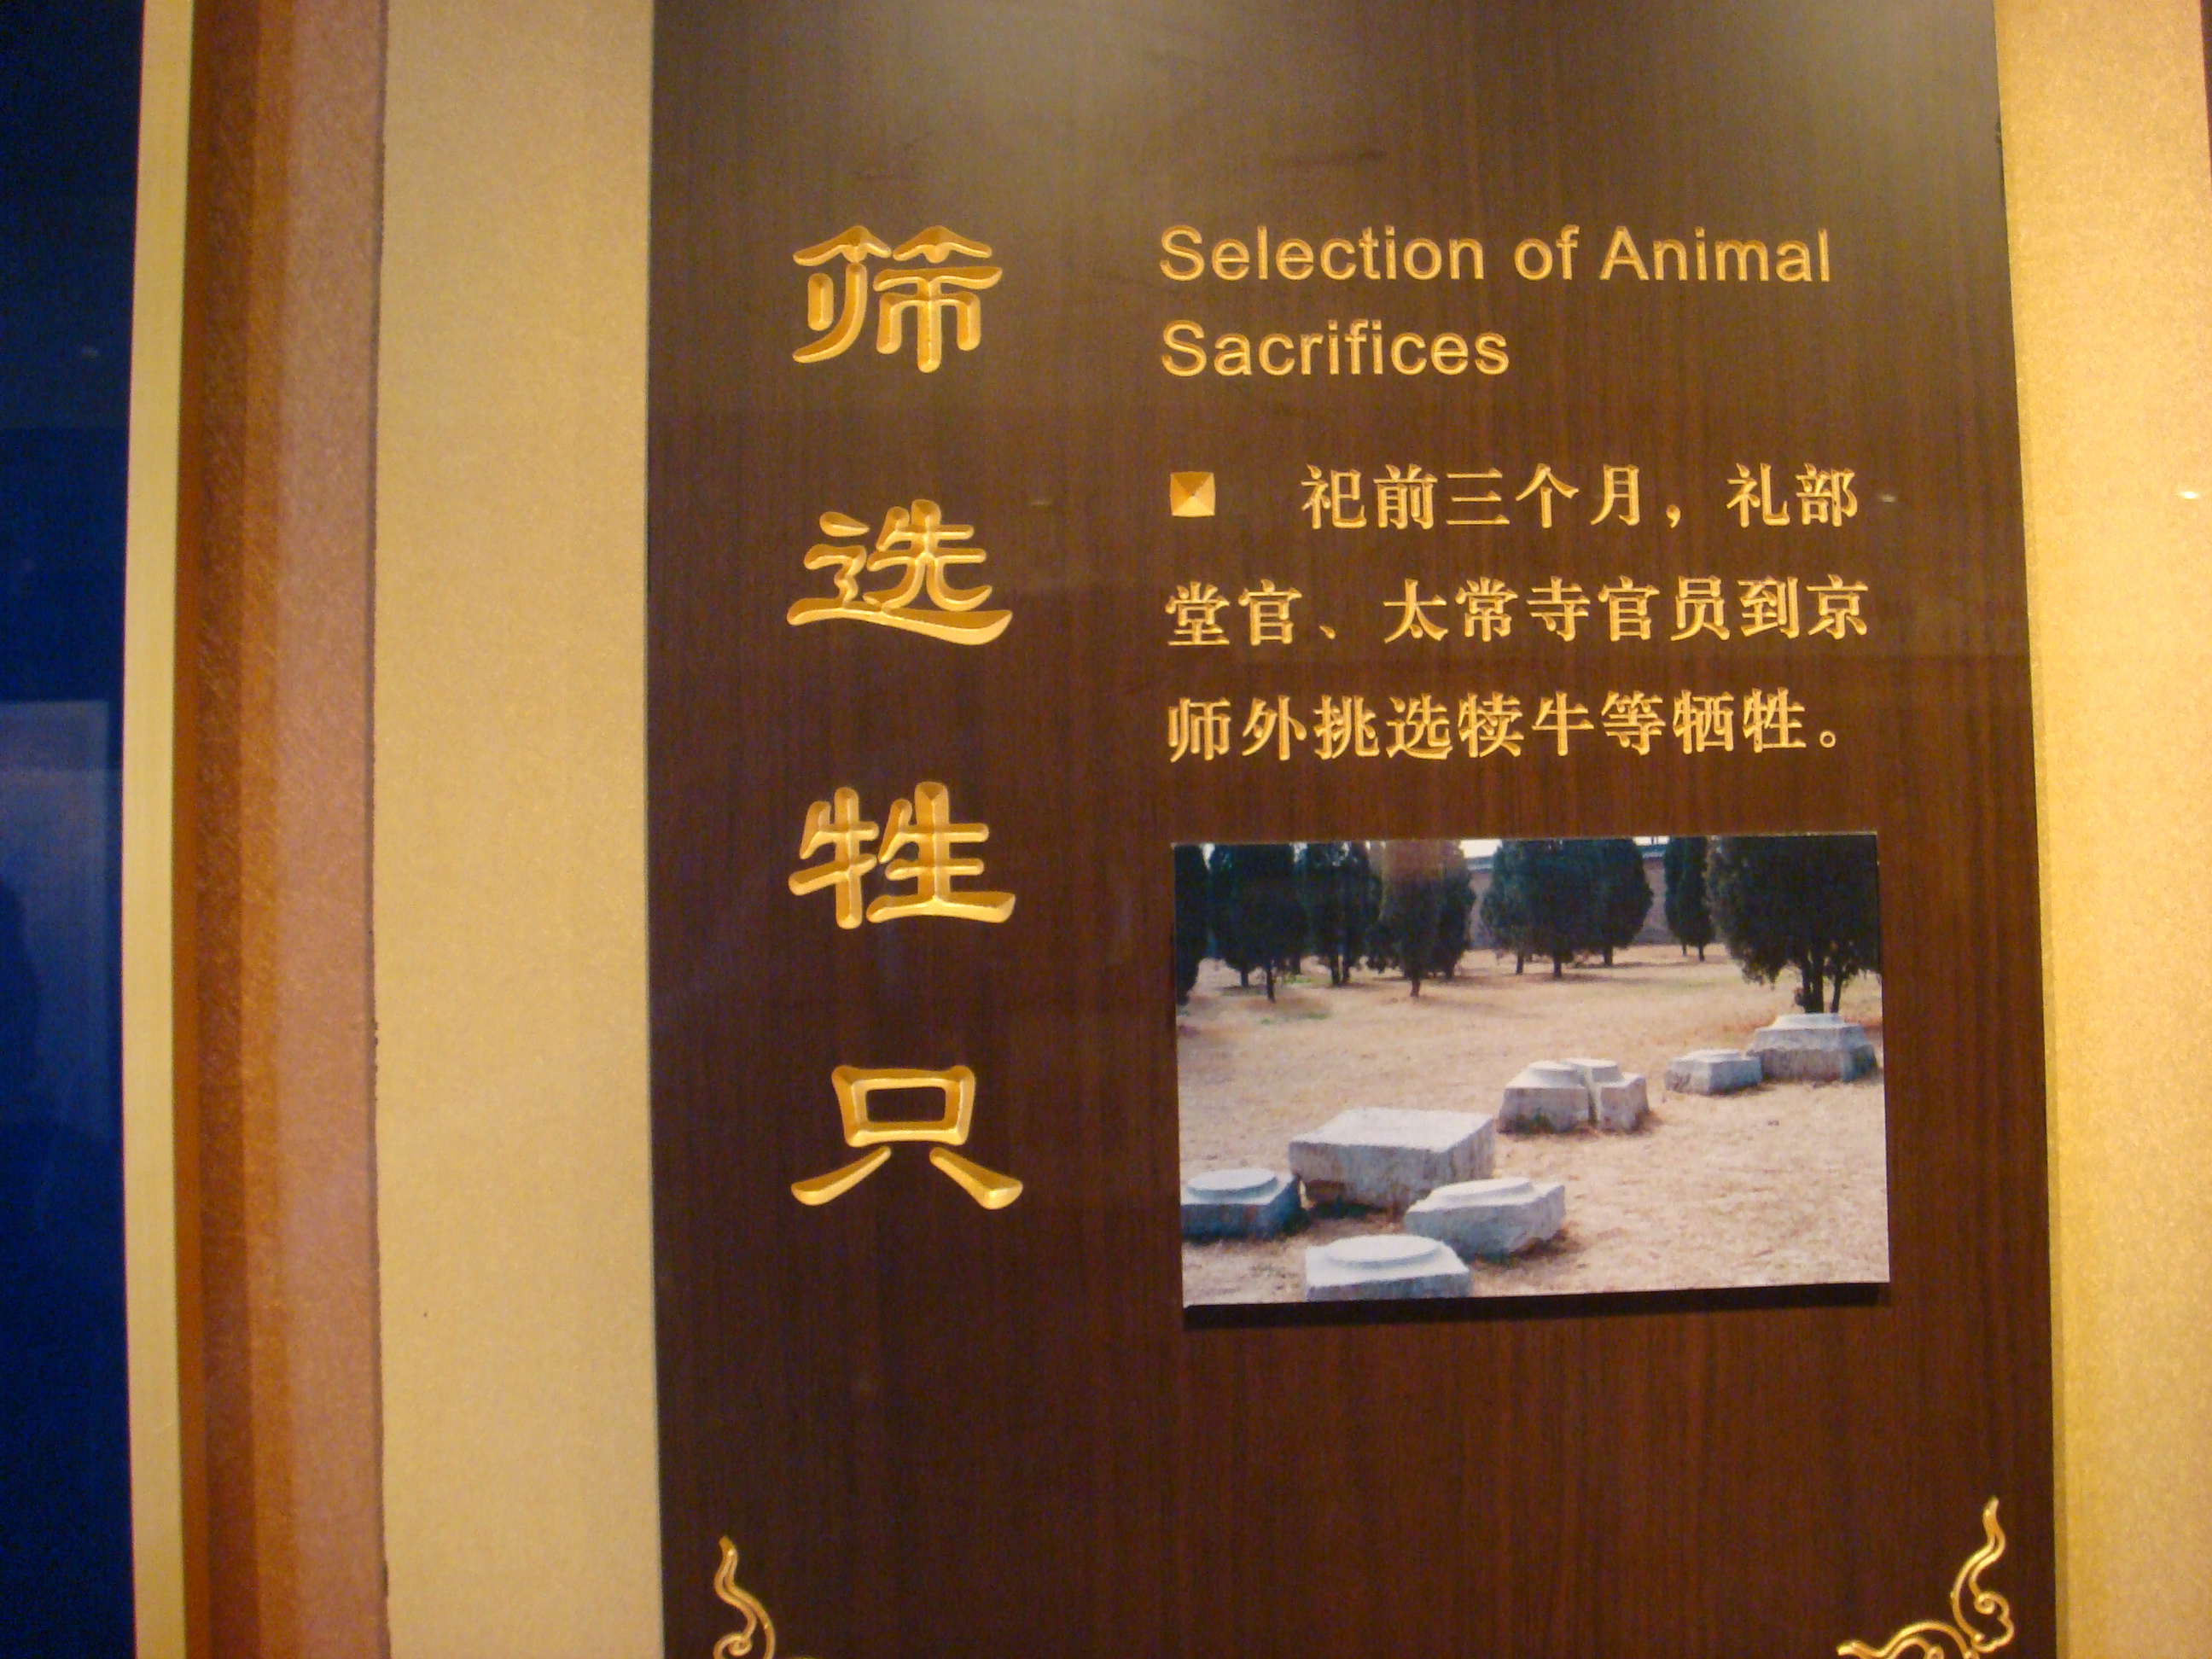 筛选牲只
Selection of Animal
Sacrifices
祀前三个月，礼部
堂官、太常寺官员到京
师外挑选犊牛等牺牲。